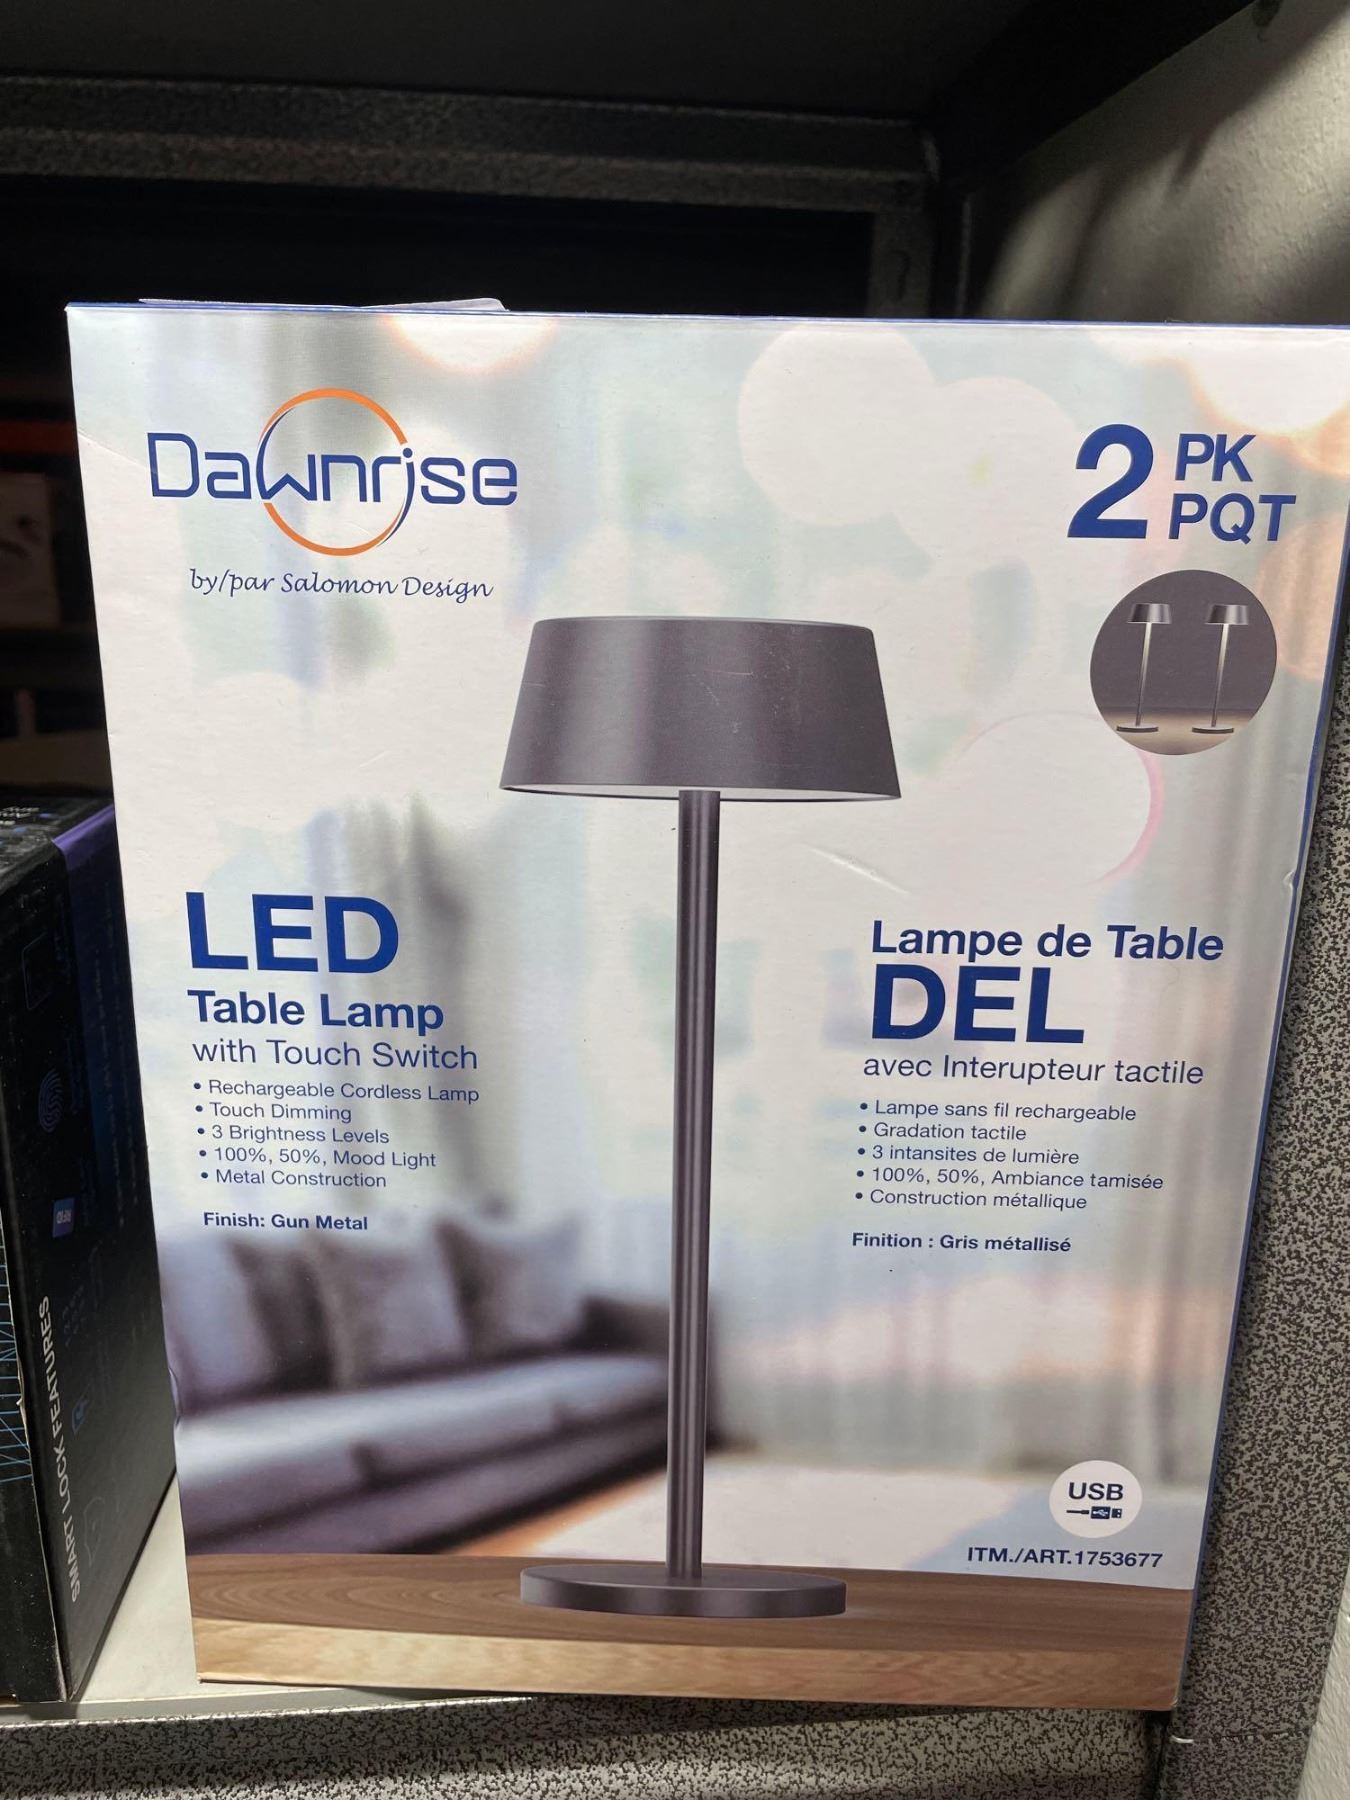 Dawnrise
by/par Salomon Design
2 PK
PQT
LED
Table Lamp
with Touch Switch
• Rechargeable Cordless Lamp
• Touch Dimming
• 3 Brightness Levels
• 100%, 50%, Mood Light
• Metal Construction
Finish: Gun Metal
Lampe de Table
DEL
avec Interupteur tactile
• Lampe sans fil rechargeable
• Gradation tactile
• 3 intansites de lumière
• 100%, 50%, Ambiance tamisée
• Construction métallique
Finition : Gris métallisé
USB
ITM./ART.1753677
SMART LOCK FEATURES